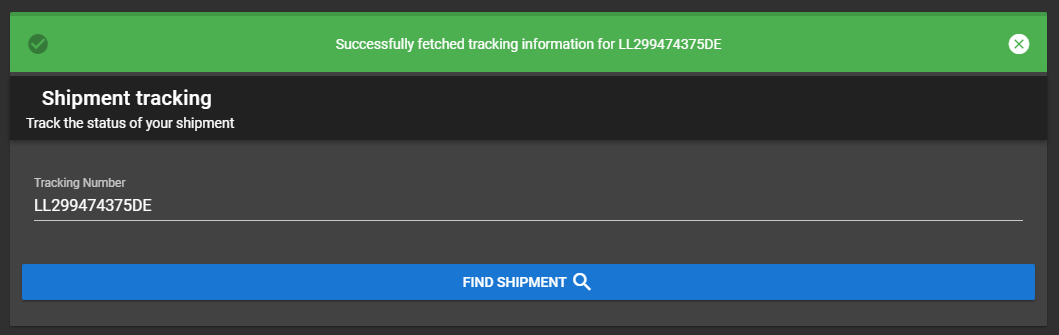 Successfully fetched tracking information for LL299474375DE
Shipment tracking
Track the status of your shipment
Tracking Number
LL299474375DE
FIND SHIPMENT